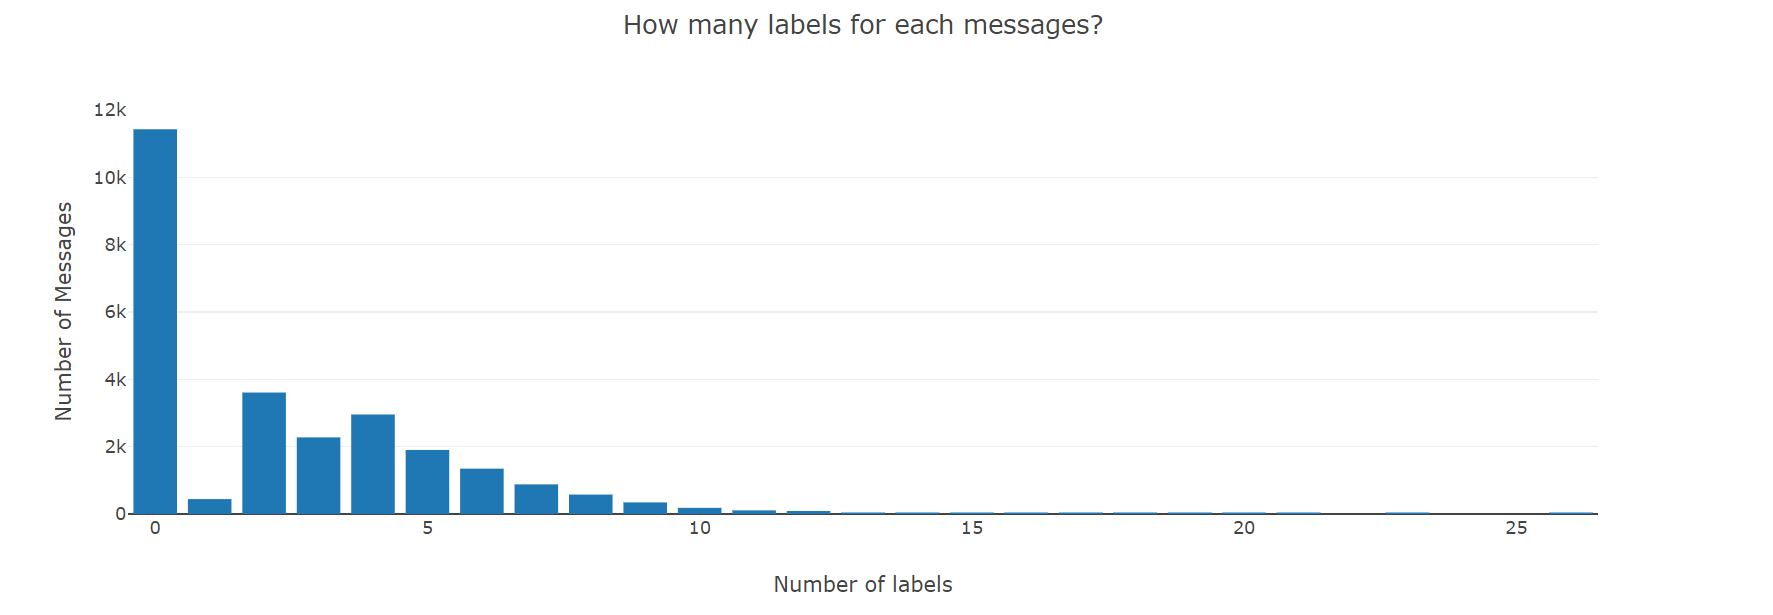 How many labels for each messages?
12k
10k
8k
6k
4k
2k
0
Number of Messages
0 5 10 15 20 25
Number of labels